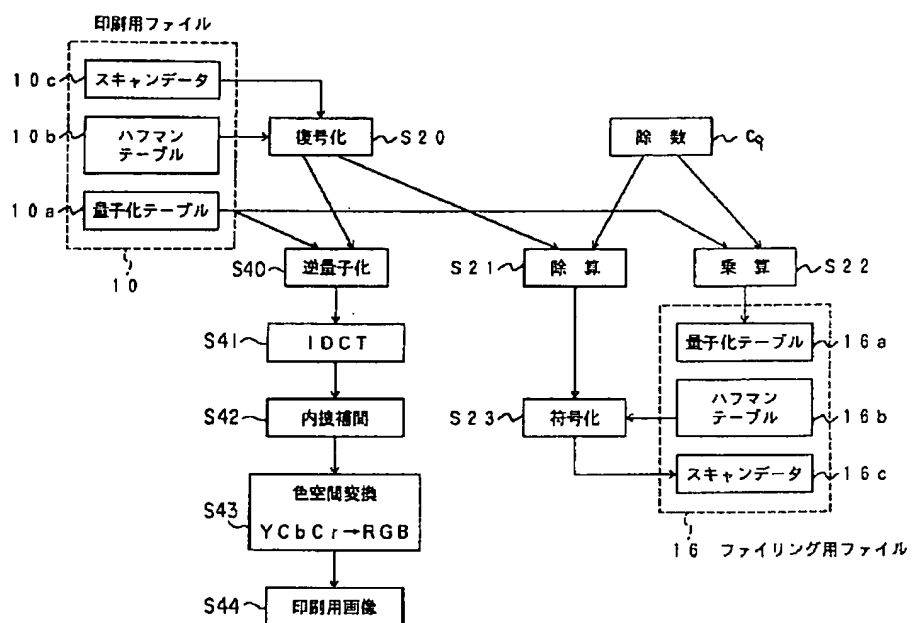 印刷用ファイル
10c
スキャンデータ
10b
ハフマン
テーブル
復号化
S20
除数
Cq
10a
量子化テーブル
10
S40
逆量子化
S21
除算
乗算
S22
S41
IDCT
量子化テーブル
16a
S42
内挿補間
S23
符号化
ハフマン
テーブル
16b
スキャンデータ
16c
S43
色空間変換
YCbCr→RGB
16 ファイリング用ファイル
S44
印刷用画像